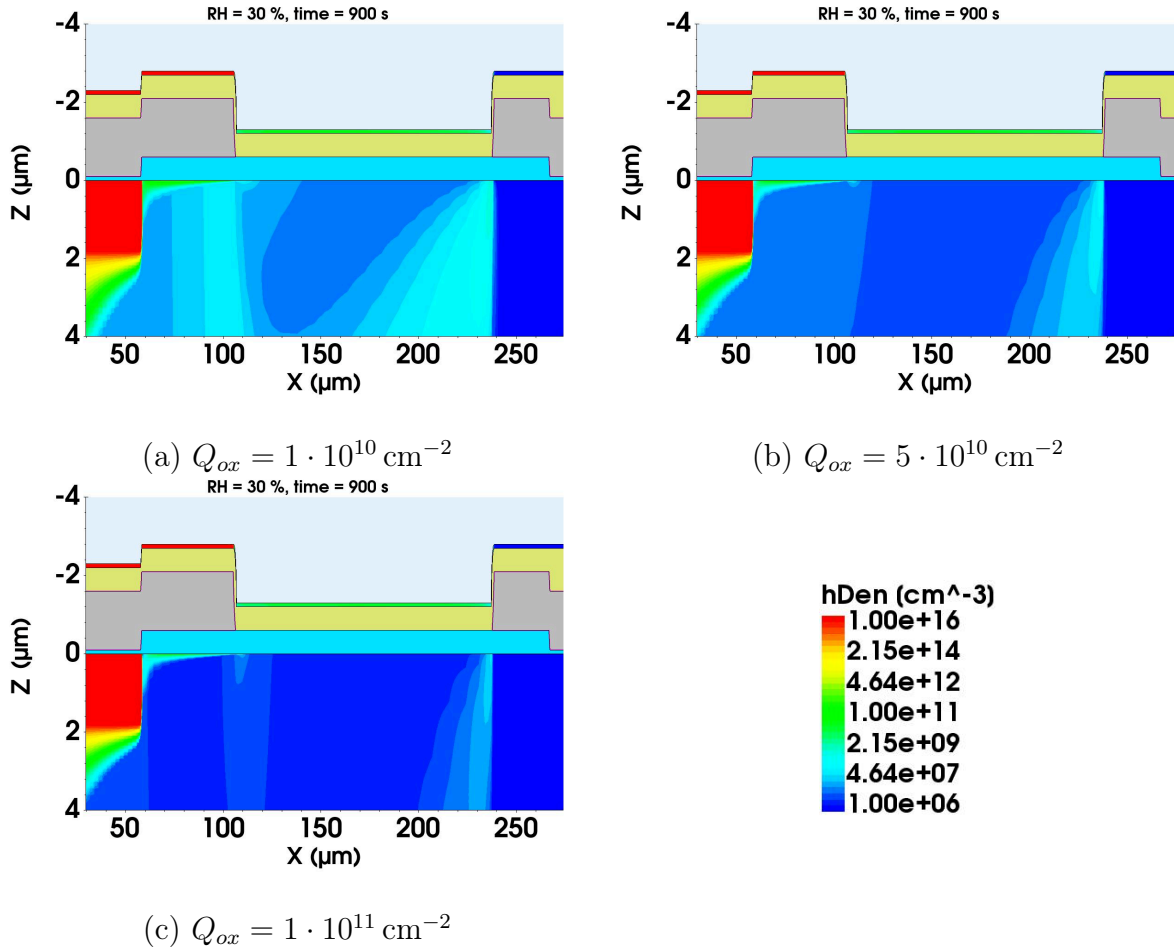 RH = 30 %, time = 900 s
-4
-2
0
2
4
Z (µm)
50 100 150 200 250
X (µm)
(a) Qox = 1 · 10^10 cm^−2
RH = 30 %, time = 900 s
-4
-2
0
2
4
Z (µm)
50 100 150 200 250
X (µm)
(b) Qox = 5 · 10^10 cm^−2
RH = 30 %, time = 900 s
-4
-2
0
2
4
Z (µm)
50 100 150 200 250
X (µm)
(c) Qox = 1 · 10^11 cm^−2
hDen (cm^-3)
1.00e+16
2.15e+14
4.64e+12
1.00e+11
2.15e+09
4.64e+07
1.00e+06